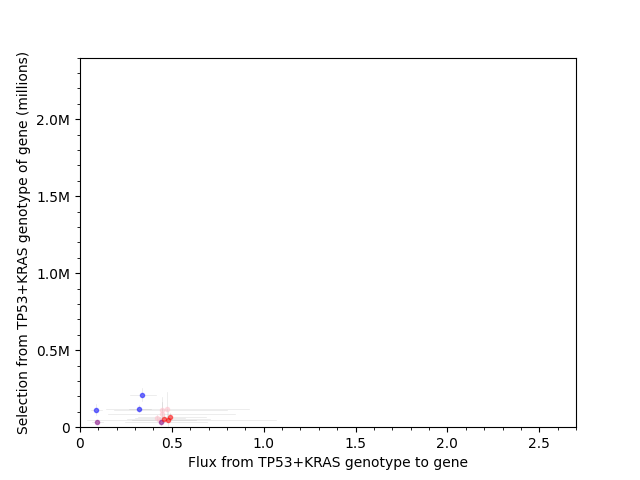 Selection from TP53+KRAS genotype of gene (millions)
2.0M
1.5M
1.0M
0.5M
0
0 0.5 1.0 1.5 2.0 2.5
Flux from TP53+KRAS genotype to gene